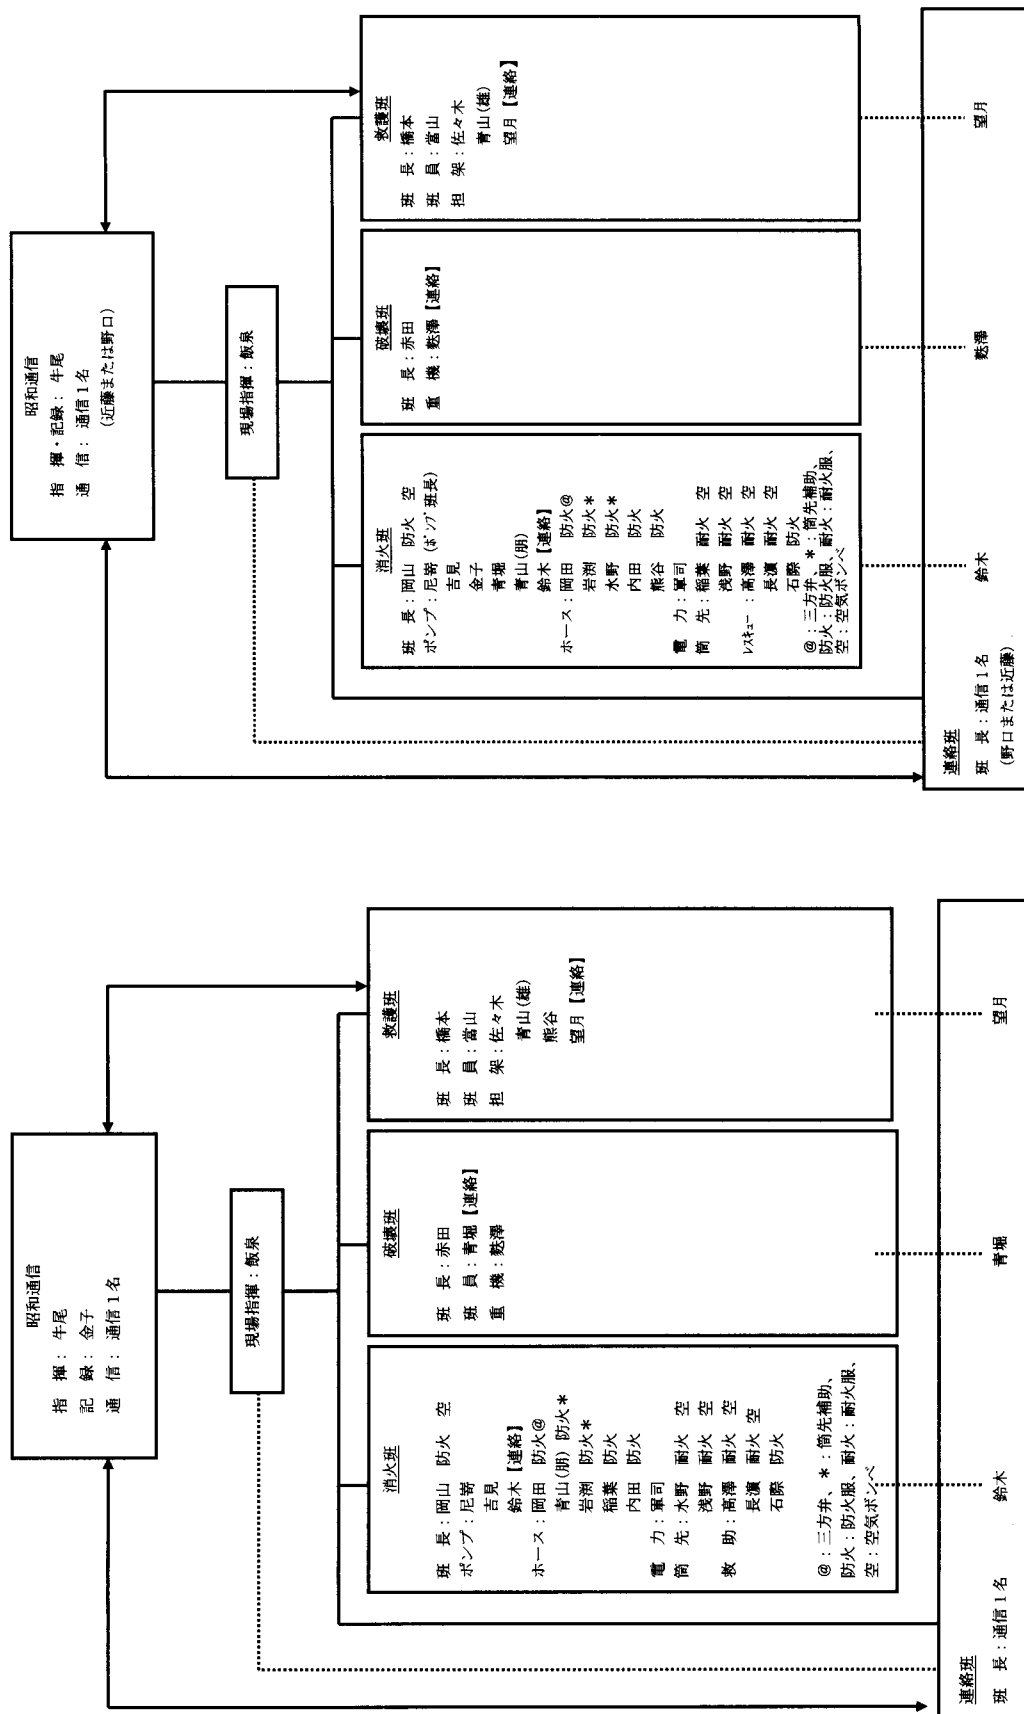 昭和通信
指 揮：牛尾
記 録：金子
通 信：通信1名
現場指揮：飯泉
消火班
班 長：岡山 防火 空
ポンプ：尼嵜
吉見
鈴木【連絡】
ホース：岡田 防火@
青山(朋) 防火*
岩渕 防火*
稲葉 防火
内田 防火
電 力：軍司
筒 先：水野 耐火 空
浅野 耐火 空
救 助：高澤 耐火 空
長濵 耐火 空
石際 防火
@：三方弁、*：筒先補助、
防火：防火服、耐火：耐火服、
空：空気ボンベ
破壊班
班 長：赤田
班 員：青堀【連絡】
重 機：麩澤
救護班
班 長：橋本
班 員：當山
担 架：佐々木
青山(雄)
熊谷
望月【連絡】
連絡班
班 長：通信1名
鈴木
青堀
望月
昭和通信
指 揮・記録：牛尾
通 信：通信1名
(近藤または野口)
現場指揮：飯泉
消火班
班 長：岡山 防火 空
ポンプ：尼嵜(ポンプ班長)
吉見
金子
青堀
青山(朋)
鈴木【連絡】
ホース：岡田 防火@
岩渕 防火*
水野 防火*
内田 防火
熊谷 防火
電 力：軍司
筒 先：稲葉 耐火 空
浅野 耐火 空
レスキュー：高澤 耐火 空
長濵 耐火 空
石際 防火
@：三方弁、*：筒先補助、
防火：防火服、耐火：耐火服、
空：空気ボンベ
破壊班
班 長：赤田
重 機：麩澤【連絡】
救護班
班 長：橋本
班 員：當山
担 架：佐々木
青山(雄)
望月【連絡】
連絡班
班 長：通信1名
(野口または近藤)
鈴木
麩澤
望月